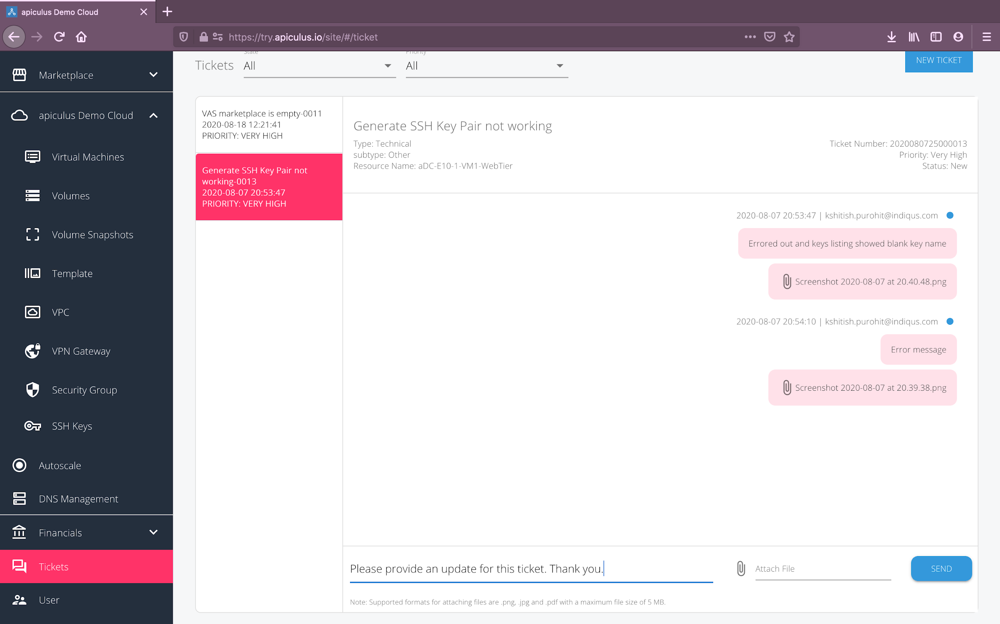 apiculus Demo Cloud
https://try.apiculus.io/site/#/ticket
Marketplace
apiculus Demo Cloud
Virtual Machines
Volumes
Volume Snapshots
Template
VPC
VPN Gateway
Security Group
SSH Keys
Autoscale
DNS Management
Financials
Tickets
User
State
Priority
Tickets
All
All
NEW TICKET
VAS marketplace is empty-0011
2020-08-18 12:21:41
PRIORITY: VERY HIGH
Generate SSH Key Pair not
working-0013
2020-08-07 20:53:47
PRIORITY: VERY HIGH
Generate SSH Key Pair not working
Type: Technical
subtype: Other
Resource Name: aDC-E10-1-VM1-WebTier
Ticket Number: 2020080725000013
Priority: Very High
Status: New
2020-08-07 20:53:47 | kshitish.purohit@indiqus.com
Errored out and keys listing showed blank key name
Screenshot 2020-08-07 at 20.40.48.png
2020-08-07 20:54:10 | kshitish.purohit@indiqus.com
Error message
Screenshot 2020-08-07 at 20.39.38.png
Please provide an update for this ticket. Thank you.
Attach File
SEND
Note: Supported formats for attaching files are .png, .jpg and .pdf with a maximum file size of 5 MB.